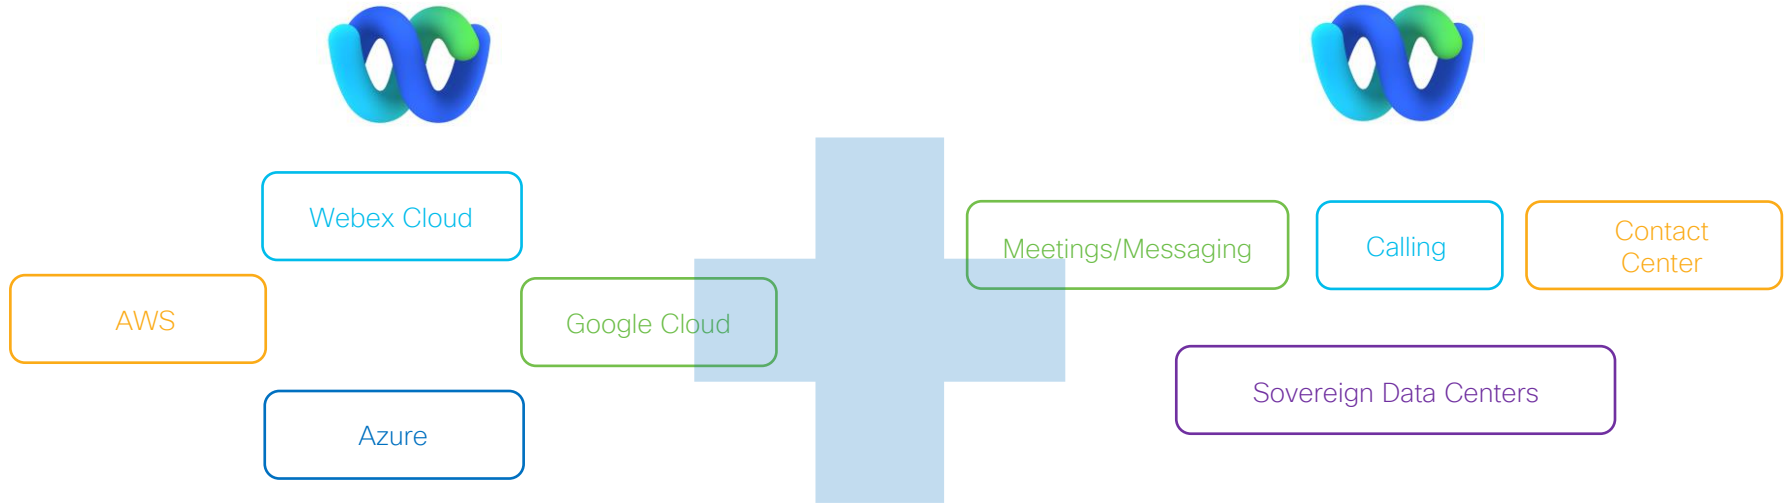 Webex Cloud
AWS
Google Cloud
Azure
Meetings/Messaging
Calling
Contact
Center
Sovereign Data Centers